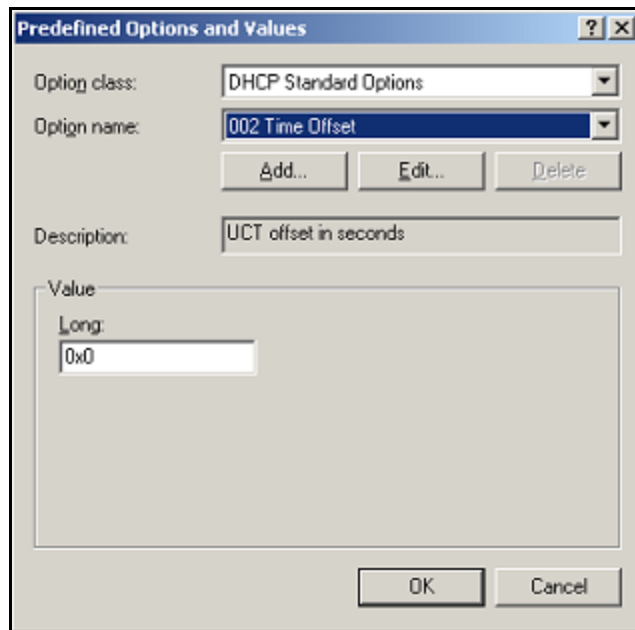 Predefined Options and Values
Option class: DHCP Standard Options
Option name: 002 Time Offset
Add... Edit... Delete
Description: UCT offset in seconds
Value
Long:
0x0
OK Cancel